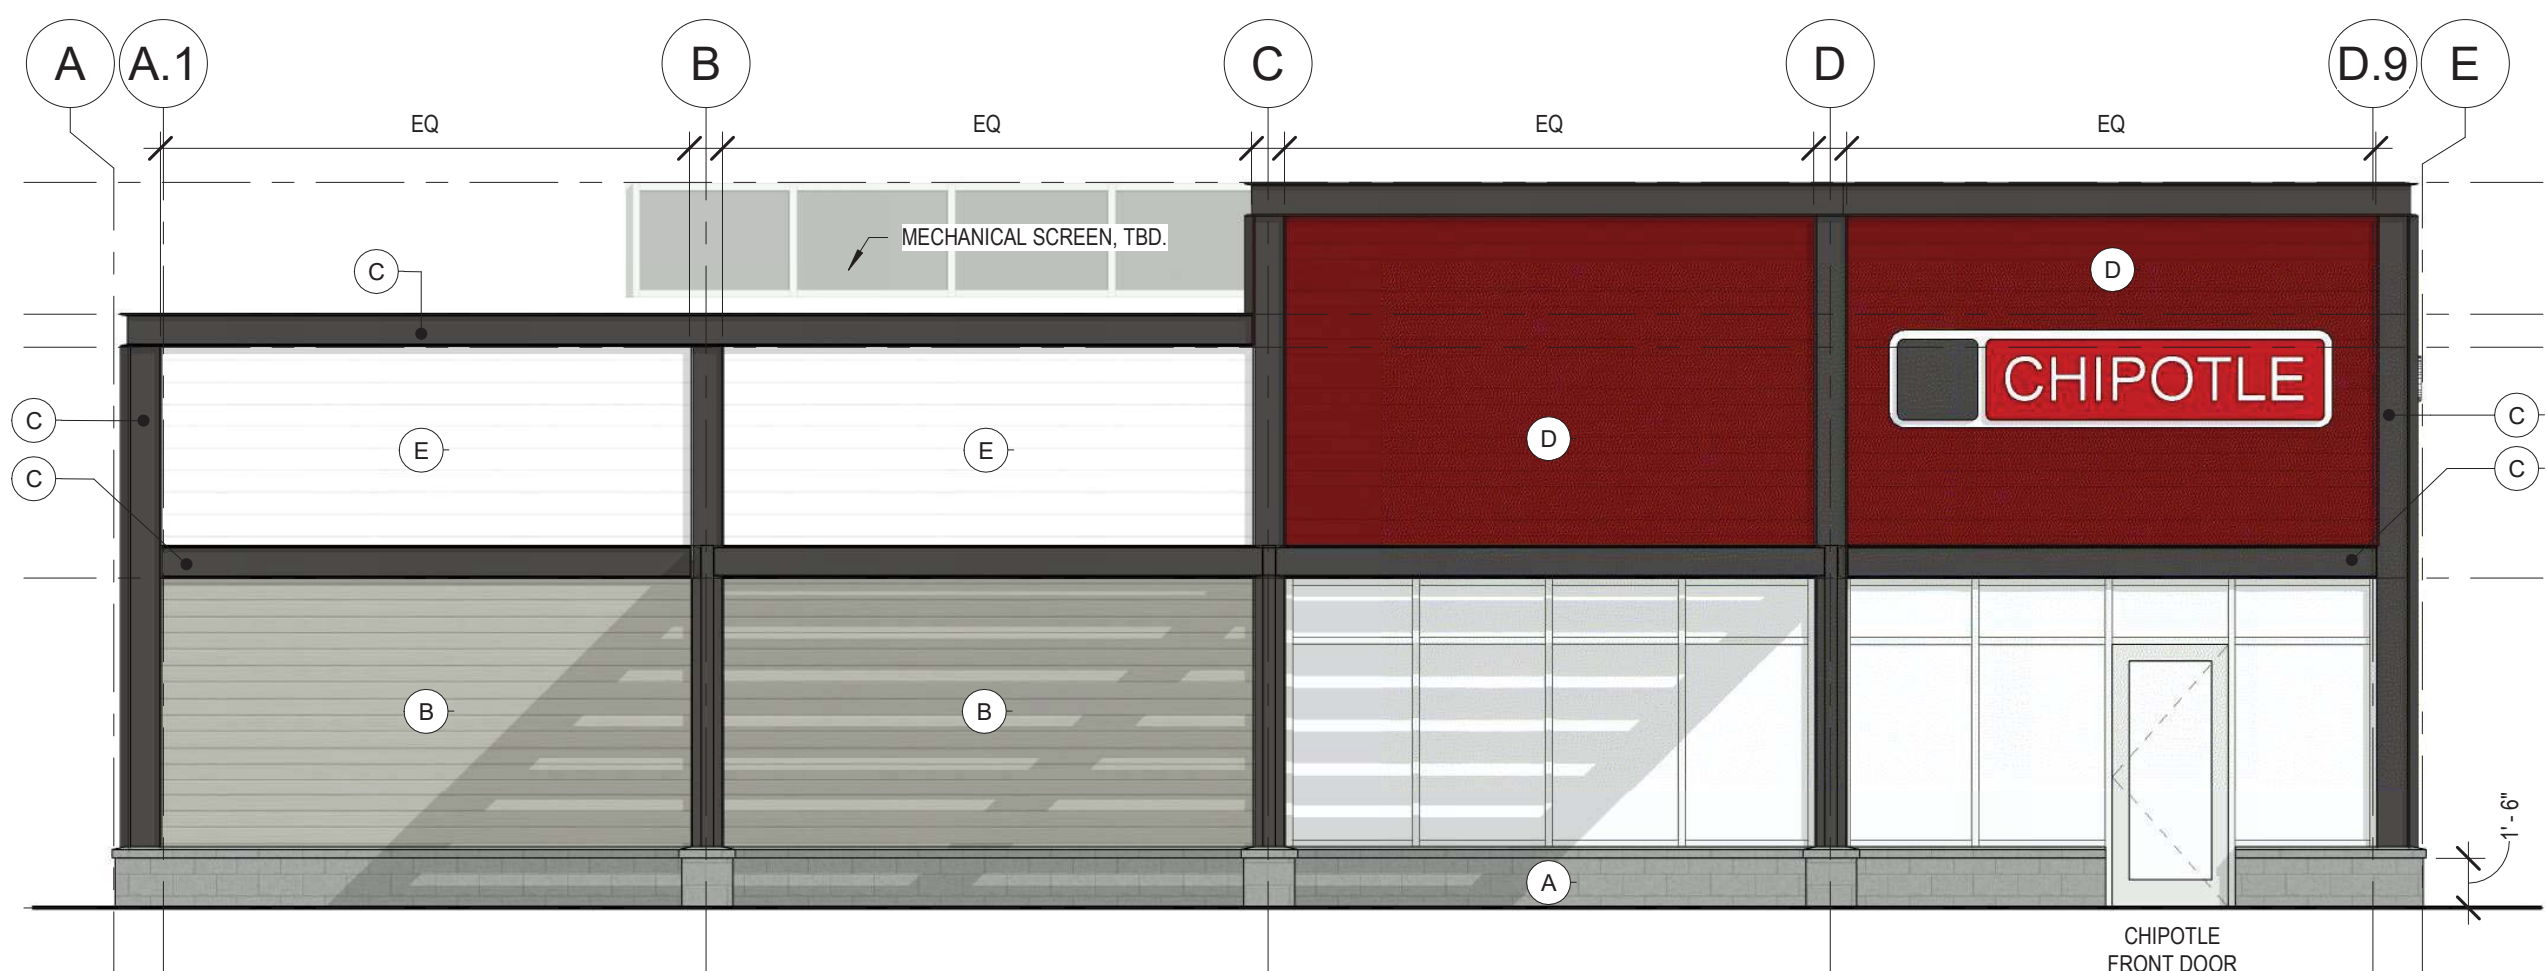 A
A.1
B
C
D
D.9
E
EQ
EQ
EQ
EQ
MECHANICAL SCREEN, TBD.
C
D
CHIPOTLE
C
E
E
D
C
C
C
B
B
A
1' - 6"
CHIPOTLE
FRONT DOOR